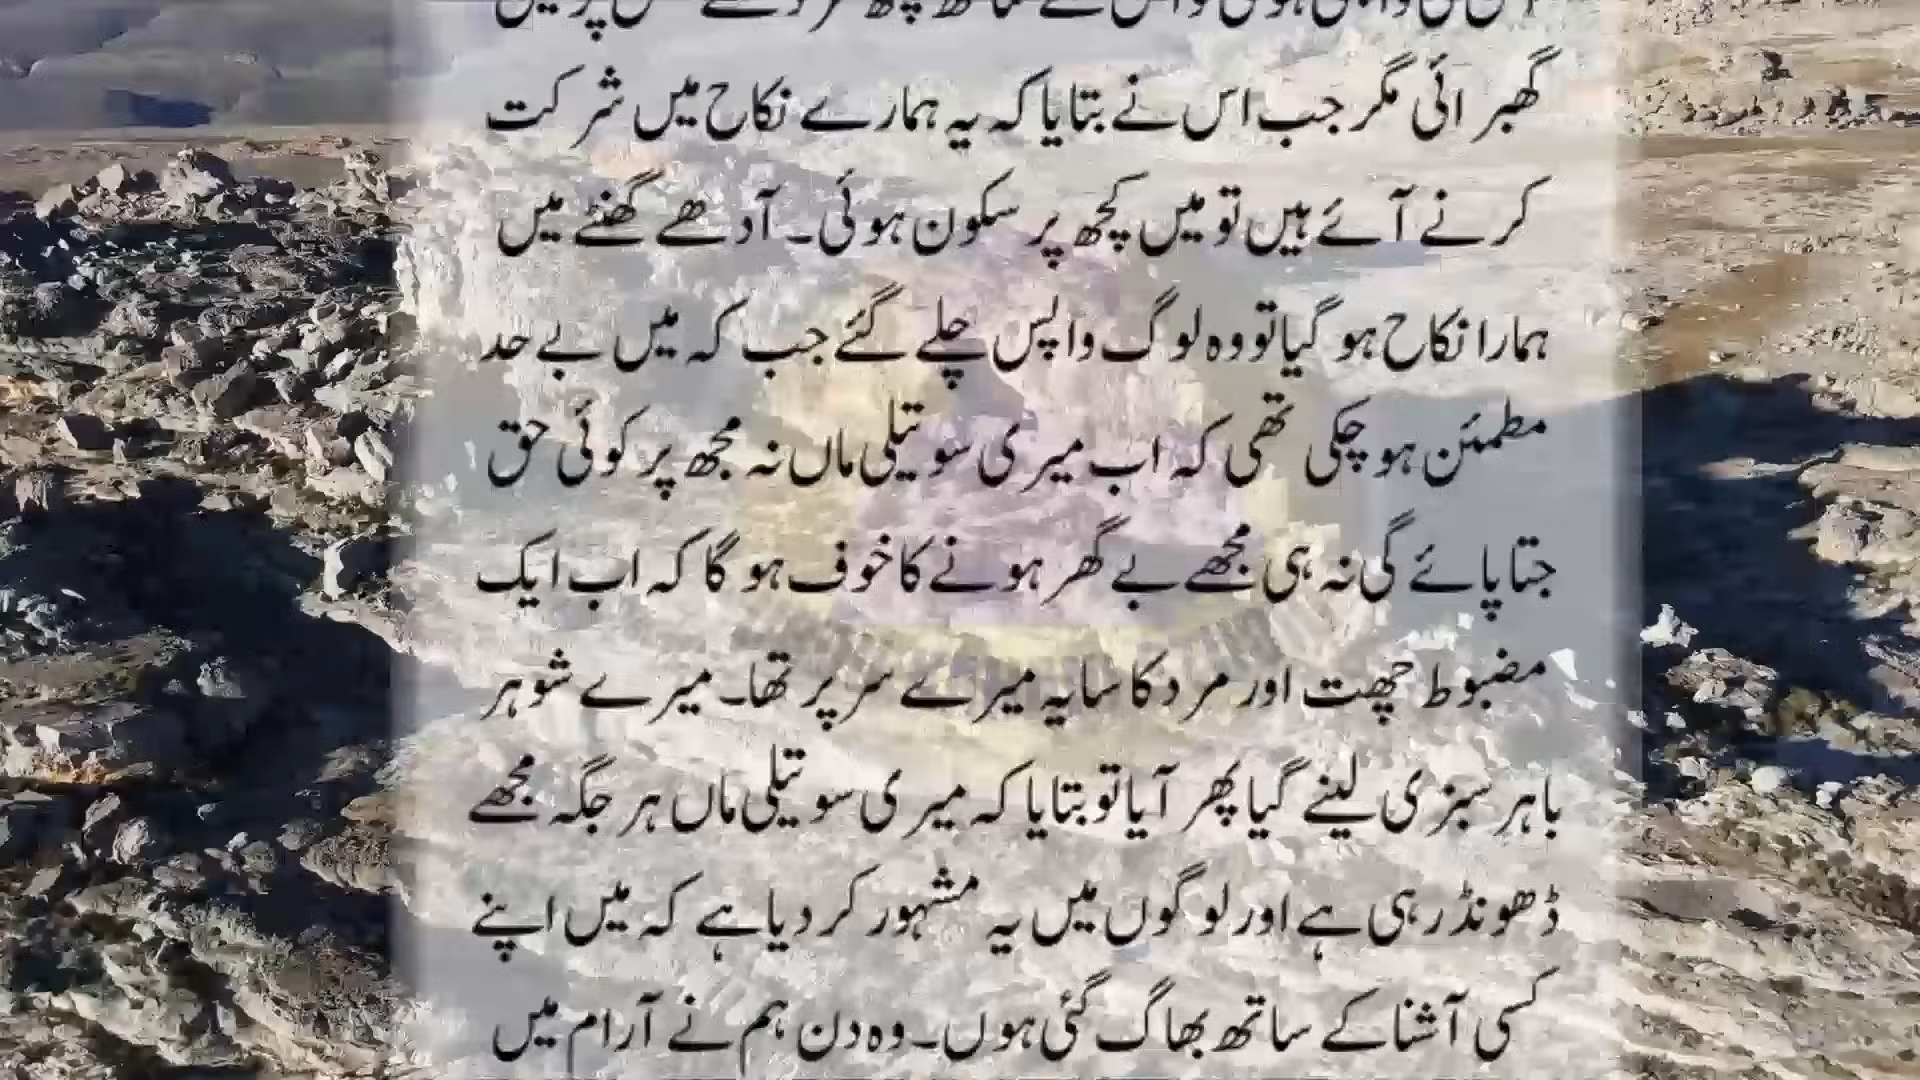 گھبرائی مگر جب اس نے بتایا کہ یہ ہمارے نکاح میں شرکت
کرنے آئے ہیں تو میں کچھ پر سکون ہوئی۔ آدھے گھنٹے میں
ہمارا نکاح ہو گیا تو وہ لوگ واپس چلے گئے جب کہ میں بے حد
مطمئن ہو چکی تھی کہ اب میری سوتیلی ماں نہ مجھ پر کوئی حق
جتا پائے گی نہ ہی مجھے بے گھر ہونے کا خوف ہو گا کہ اب ایک
مضبوط چھت اور مرد کا سایہ میرے سر پر تھا۔ میرے شوہر
باہر سبزی لینے گیا پھر آیا تو بتایا کہ میری سوتیلی ماں ہر جگہ مجھے
ڈھونڈ رہی ہے اور لوگوں میں یہ مشہور کر دیا ہے کہ میں اپنے
کسی آشنا کے ساتھ بھاگ گئی ہوں۔ وہ دن ہم نے آرام میں